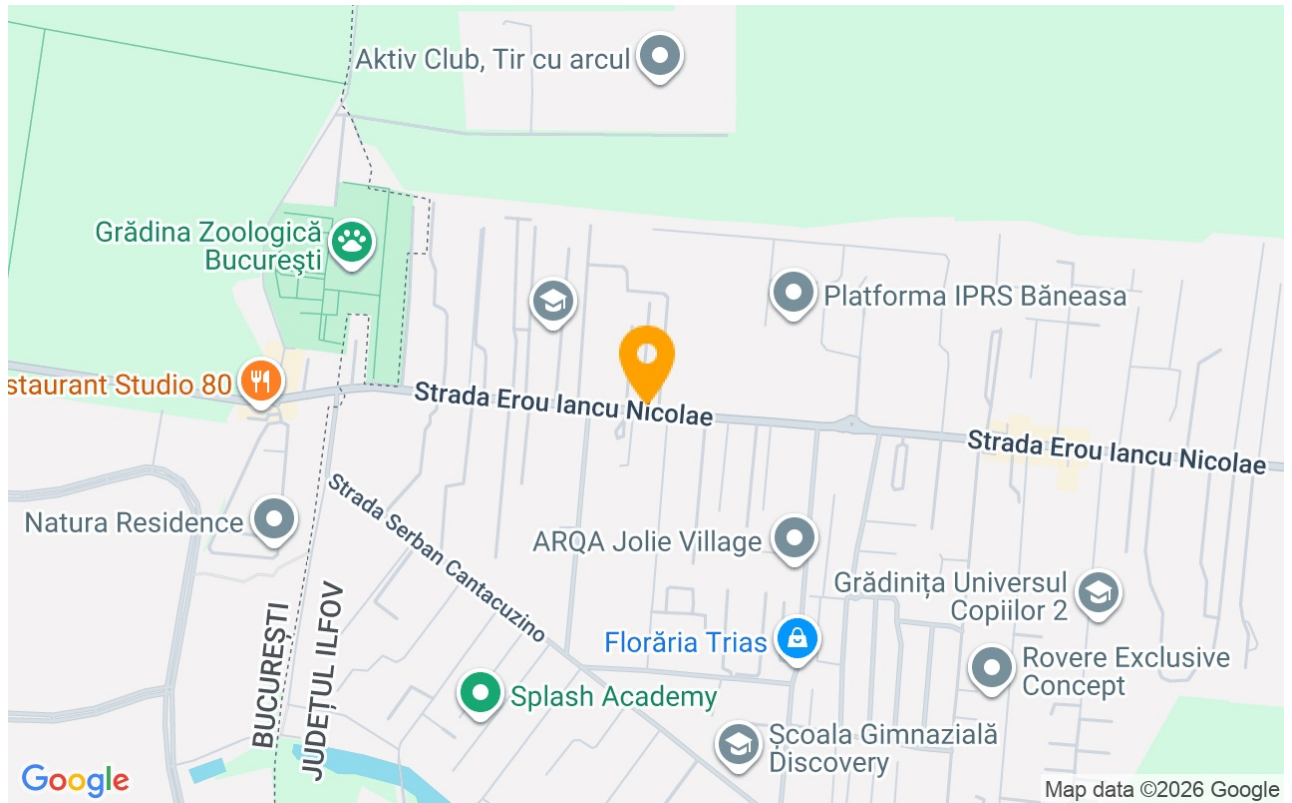 Aktiv Club, Tir cu arcul
Grădina Zoologică
București
Platforma IPRS Băneasa
staurant Studio 80
Strada Erou Iancu Nicolae
Strada Erou Iancu Nicolae
Strada Serban Cantacuzino
Natura Residence
ARQA Jolie Village
Grădinița Universul
Copiilor 2
BUCUREȘTI
JUDEȚUL ILFOV
Florăria Trias
Rovere Exclusive
Concept
Splash Academy
Școala Gimnazială
Discovery
Google
Map data ©2026 Google